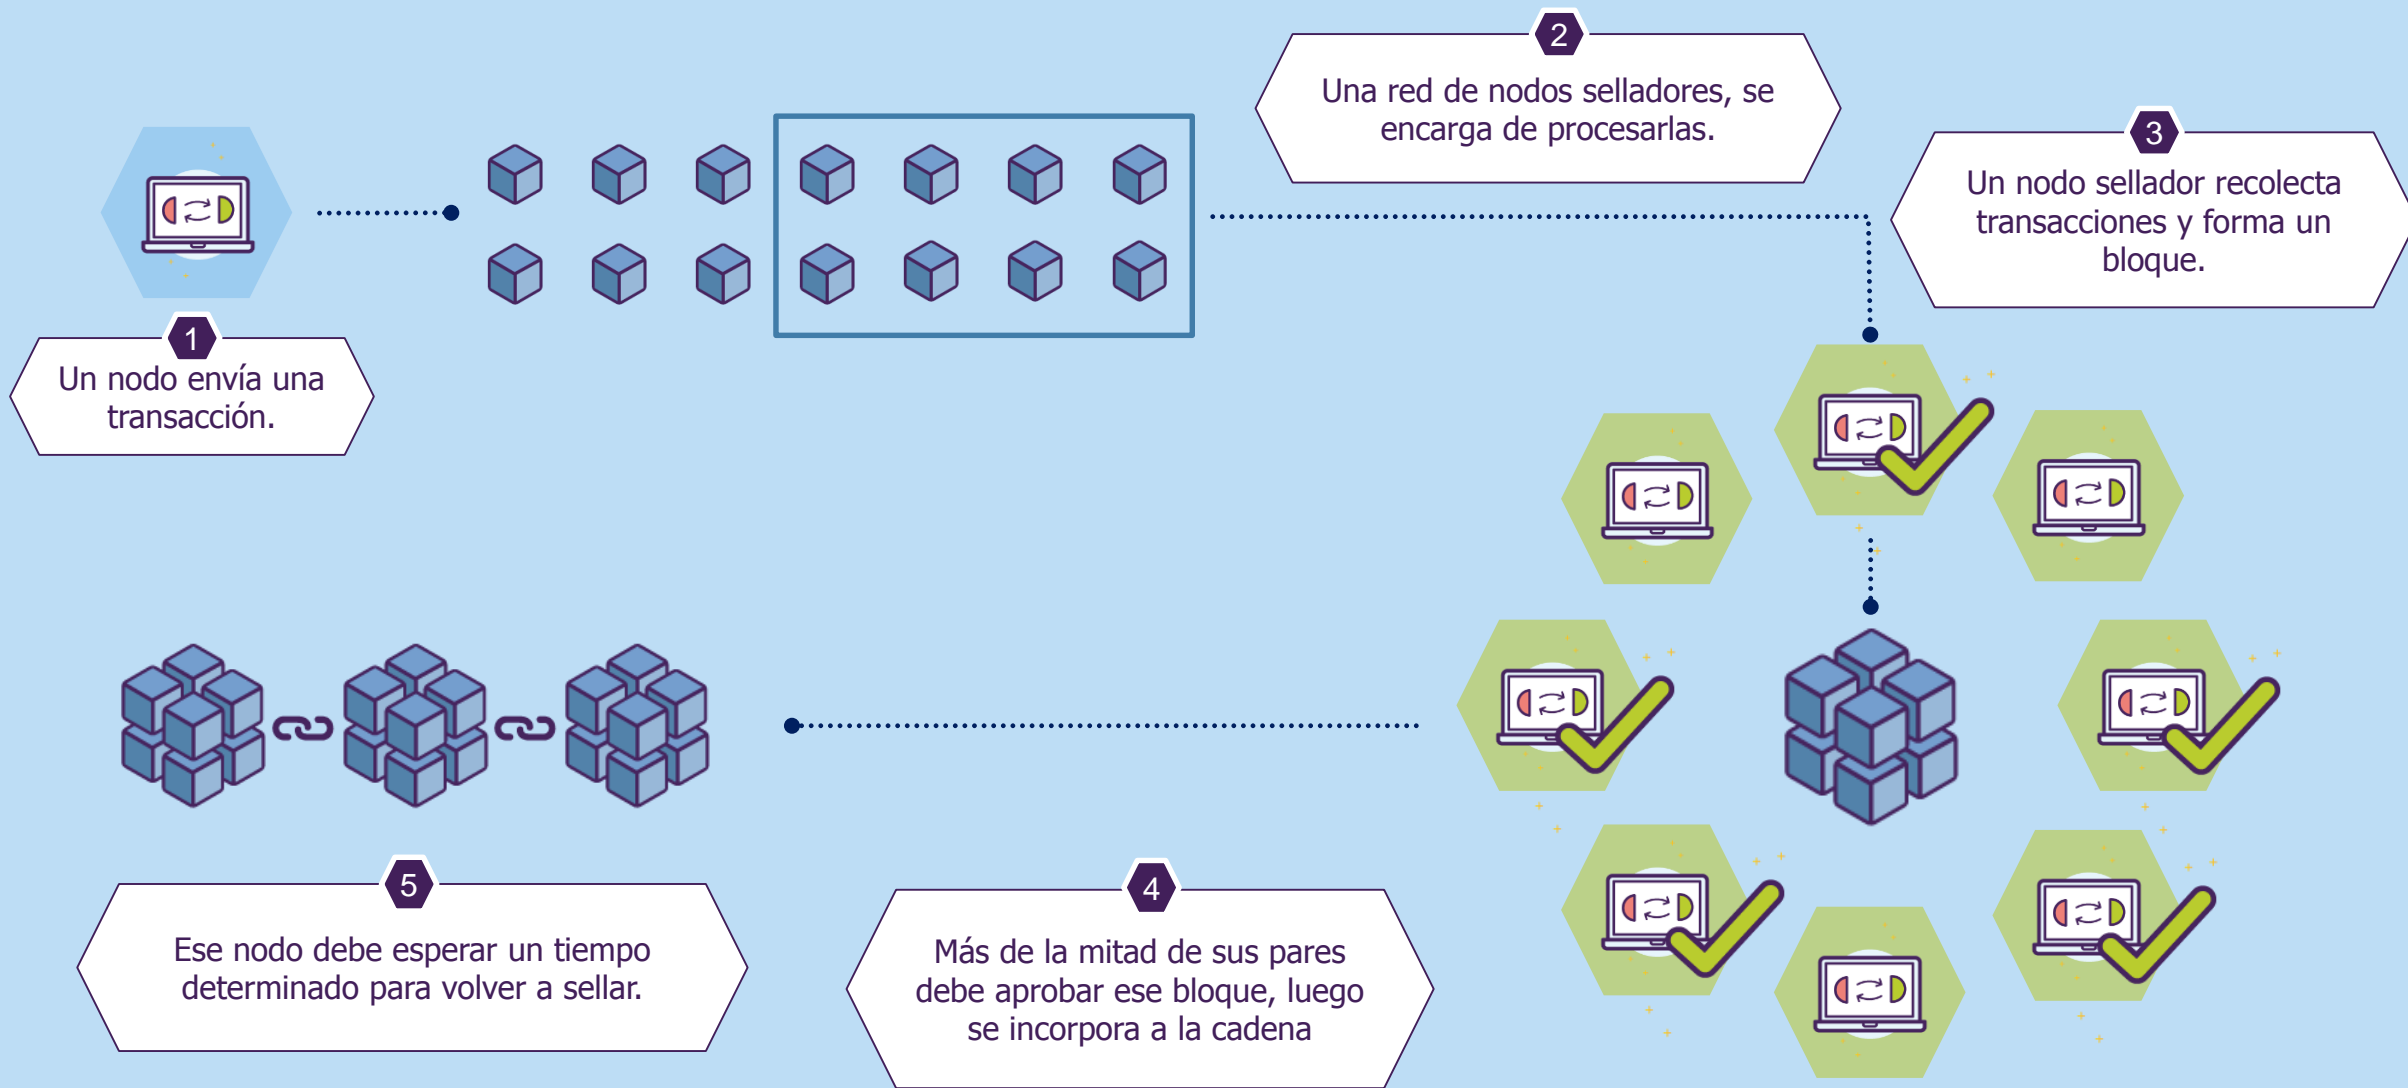 1
Un nodo envía una
transacción.
2
Una red de nodos selladores, se
encarga de procesarlas.
3
Un nodo sellador recolecta
transacciones y forma un
bloque.
4
Más de la mitad de sus pares
debe aprobar ese bloque, luego
se incorpora a la cadena
5
Ese nodo debe esperar un tiempo
determinado para volver a sellar.